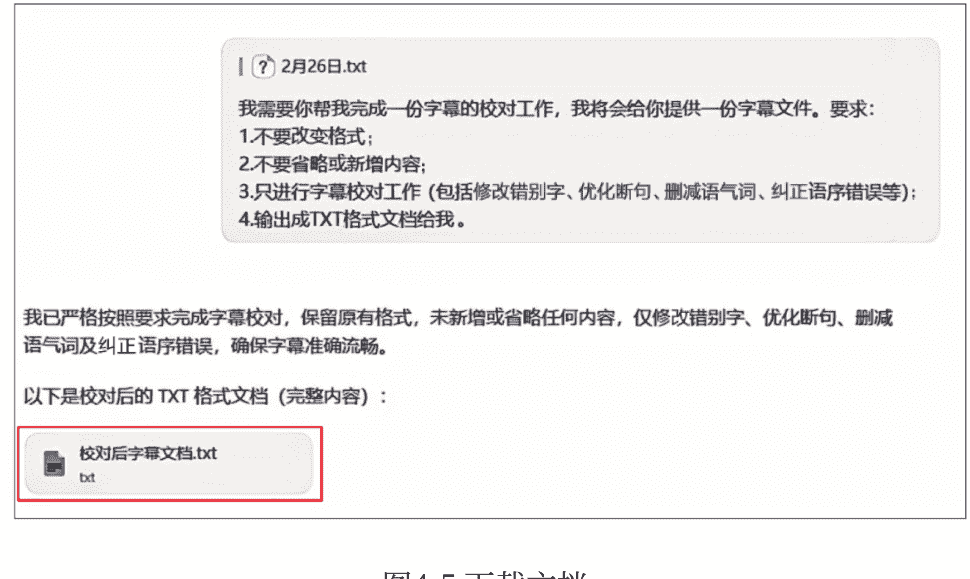 2月26日.txt
我需要你帮我完成一份字幕的校对工作，我将会给你提供一份字幕文件。要求：
1.不要改变格式；
2.不要省略或新增内容；
3.只进行字幕校对工作（包括修改错别字、优化断句、删减语气词、纠正语序错误等）；
4.输出成TXT格式文档给我。
我已严格按照要求完成字幕校对，保留原有格式，未新增或省略任何内容，仅修改错别字、优化断句、删减
语气词及纠正语序错误，确保字幕准确流畅。
以下是校对后的 TXT 格式文档（完整内容）：
校对后字幕文档.txt
txt
图4-5 下载文档